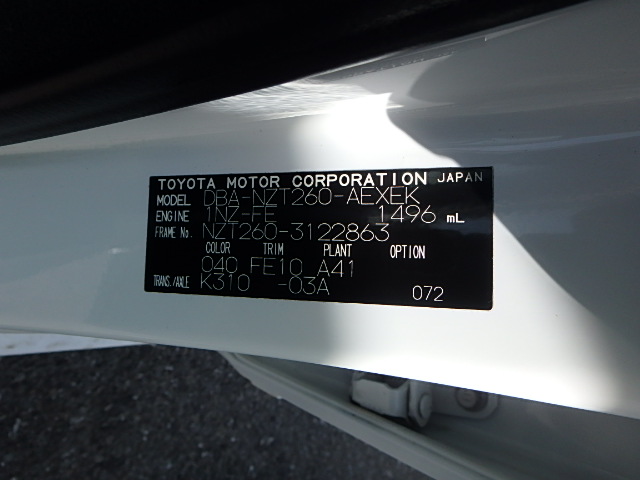 TOYOTA MOTOR CORPORATION JAPAN
MODEL DBA-NZT260-AEXEK
ENGINE 1NZ-FE 1496 mL
FRAME No. NZT260-3122863
COLOR TRIM PLANT OPTION
040 FE10 A41
TRANS./AXLE K310 -03A
072